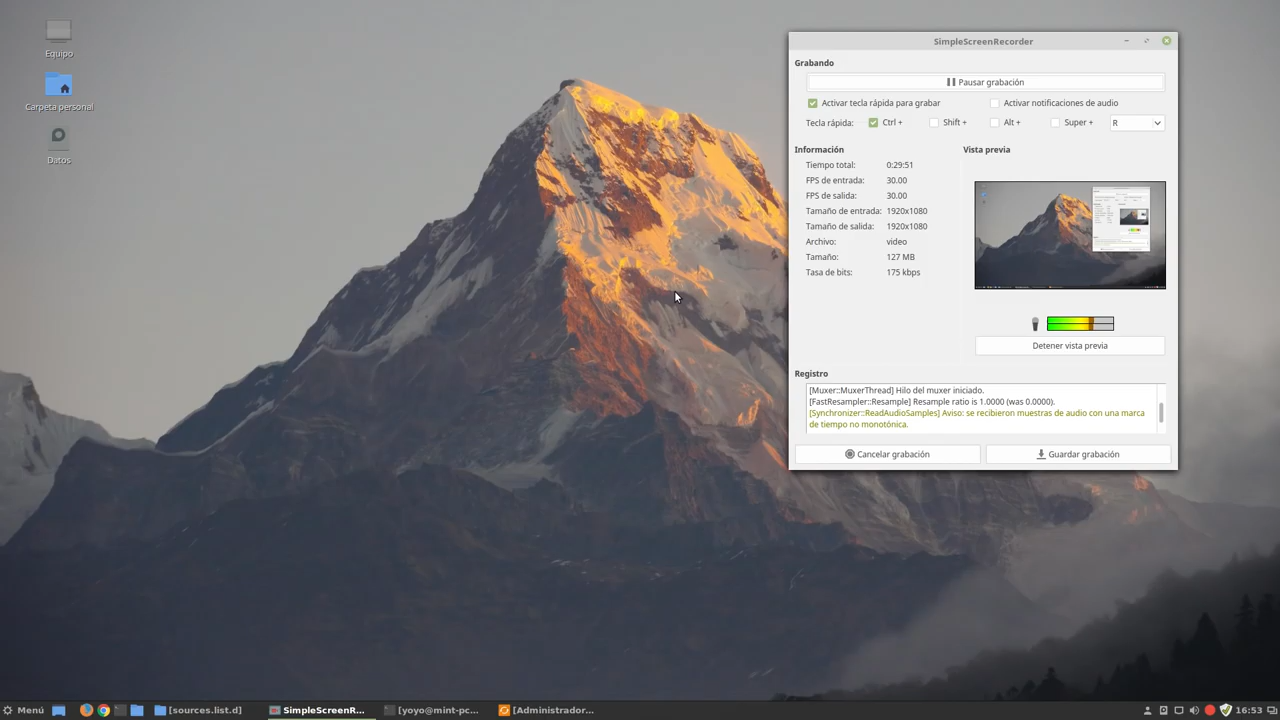 Equipo
Carpeta personal
Datos
SimpleScreenRecorder
Grabando
Pausar grabación
Activar tecla rápida para grabar
Activar notificaciones de audio
Tecla rápida: Ctrl + Shift + Alt + Super + R
Información
Vista previa
Tiempo total: 0:29:51
FPS de entrada: 30.00
FPS de salida: 30.00
Tamaño de entrada: 1920x1080
Tamaño de salida: 1920x1080
Archivo: video
Tamaño: 127 MB
Tasa de bits: 175 kbps
Detener vista previa
Registro
[Muxer::MuxerThread] Hilo del muxer iniciado.
[FastResampler::Resample] Resample ratio is 1.0000 (was 0.0000).
[Synchronizer::ReadAudioSamples] Aviso: se recibieron muestras de audio con una marca
de tiempo no monotónica.
Cancelar grabación
Guardar grabación
Menú
[sources.list.d]
SimpleScreenR...
[yoyo@mint-pc...
[Administrador...
16:53